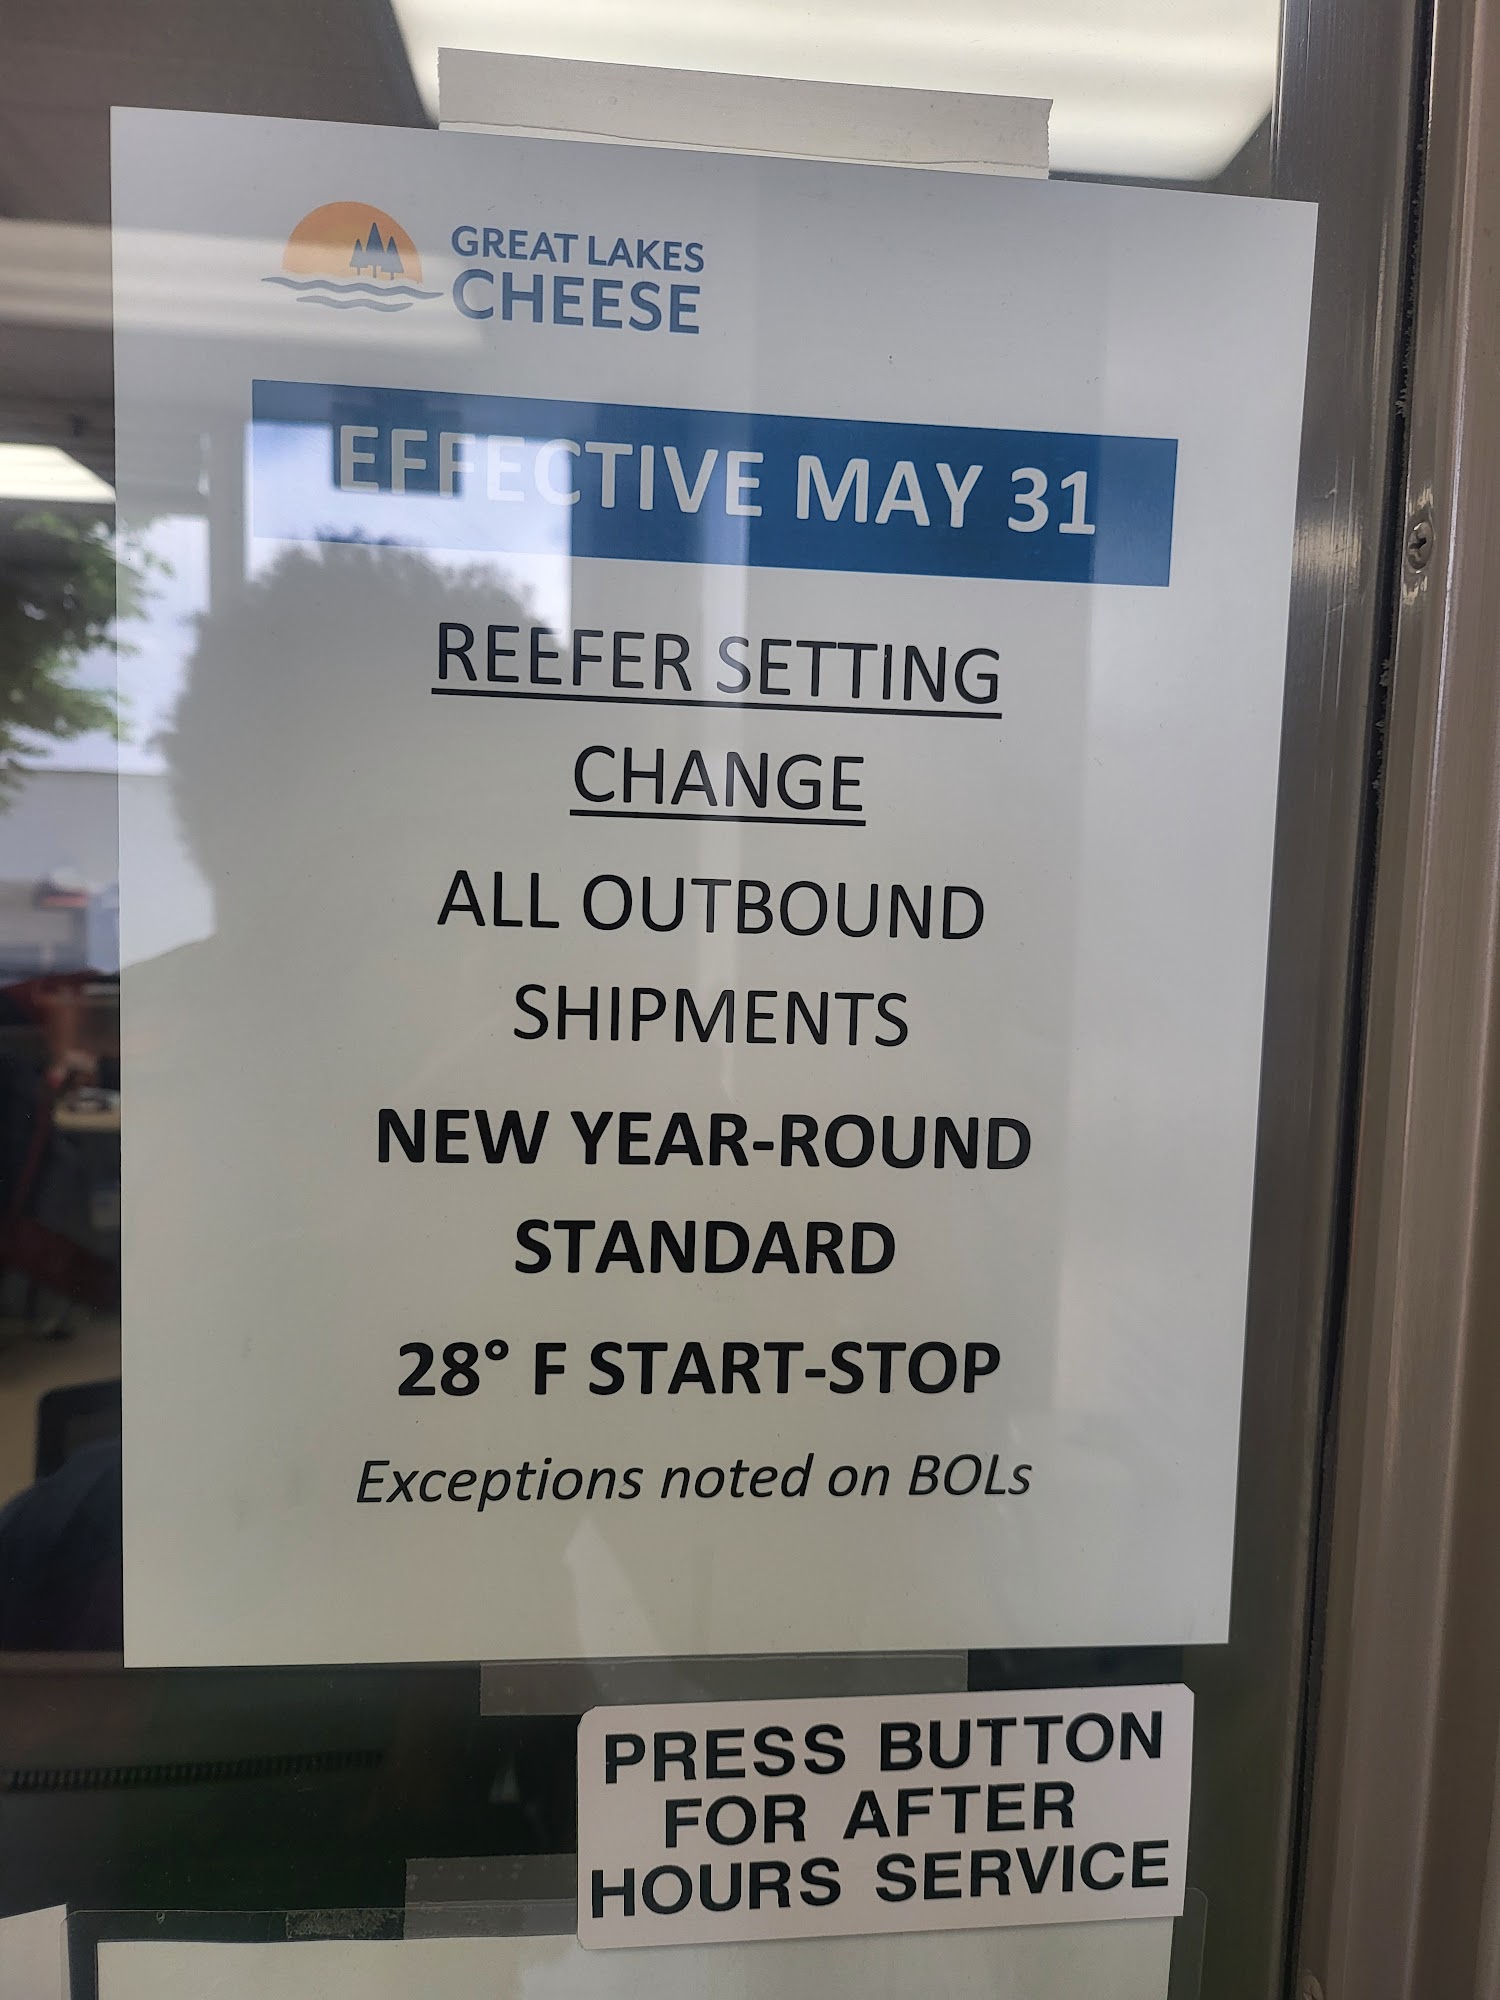 GREAT LAKES
CHEESE
EFFECTIVE MAY 31
REEFER SETTING
CHANGE
ALL OUTBOUND
SHIPMENTS
NEW YEAR-ROUND
STANDARD
28° F START-STOP
Exceptions noted on BOLs
PRESS BUTTON
FOR AFTER
HOURS SERVICE